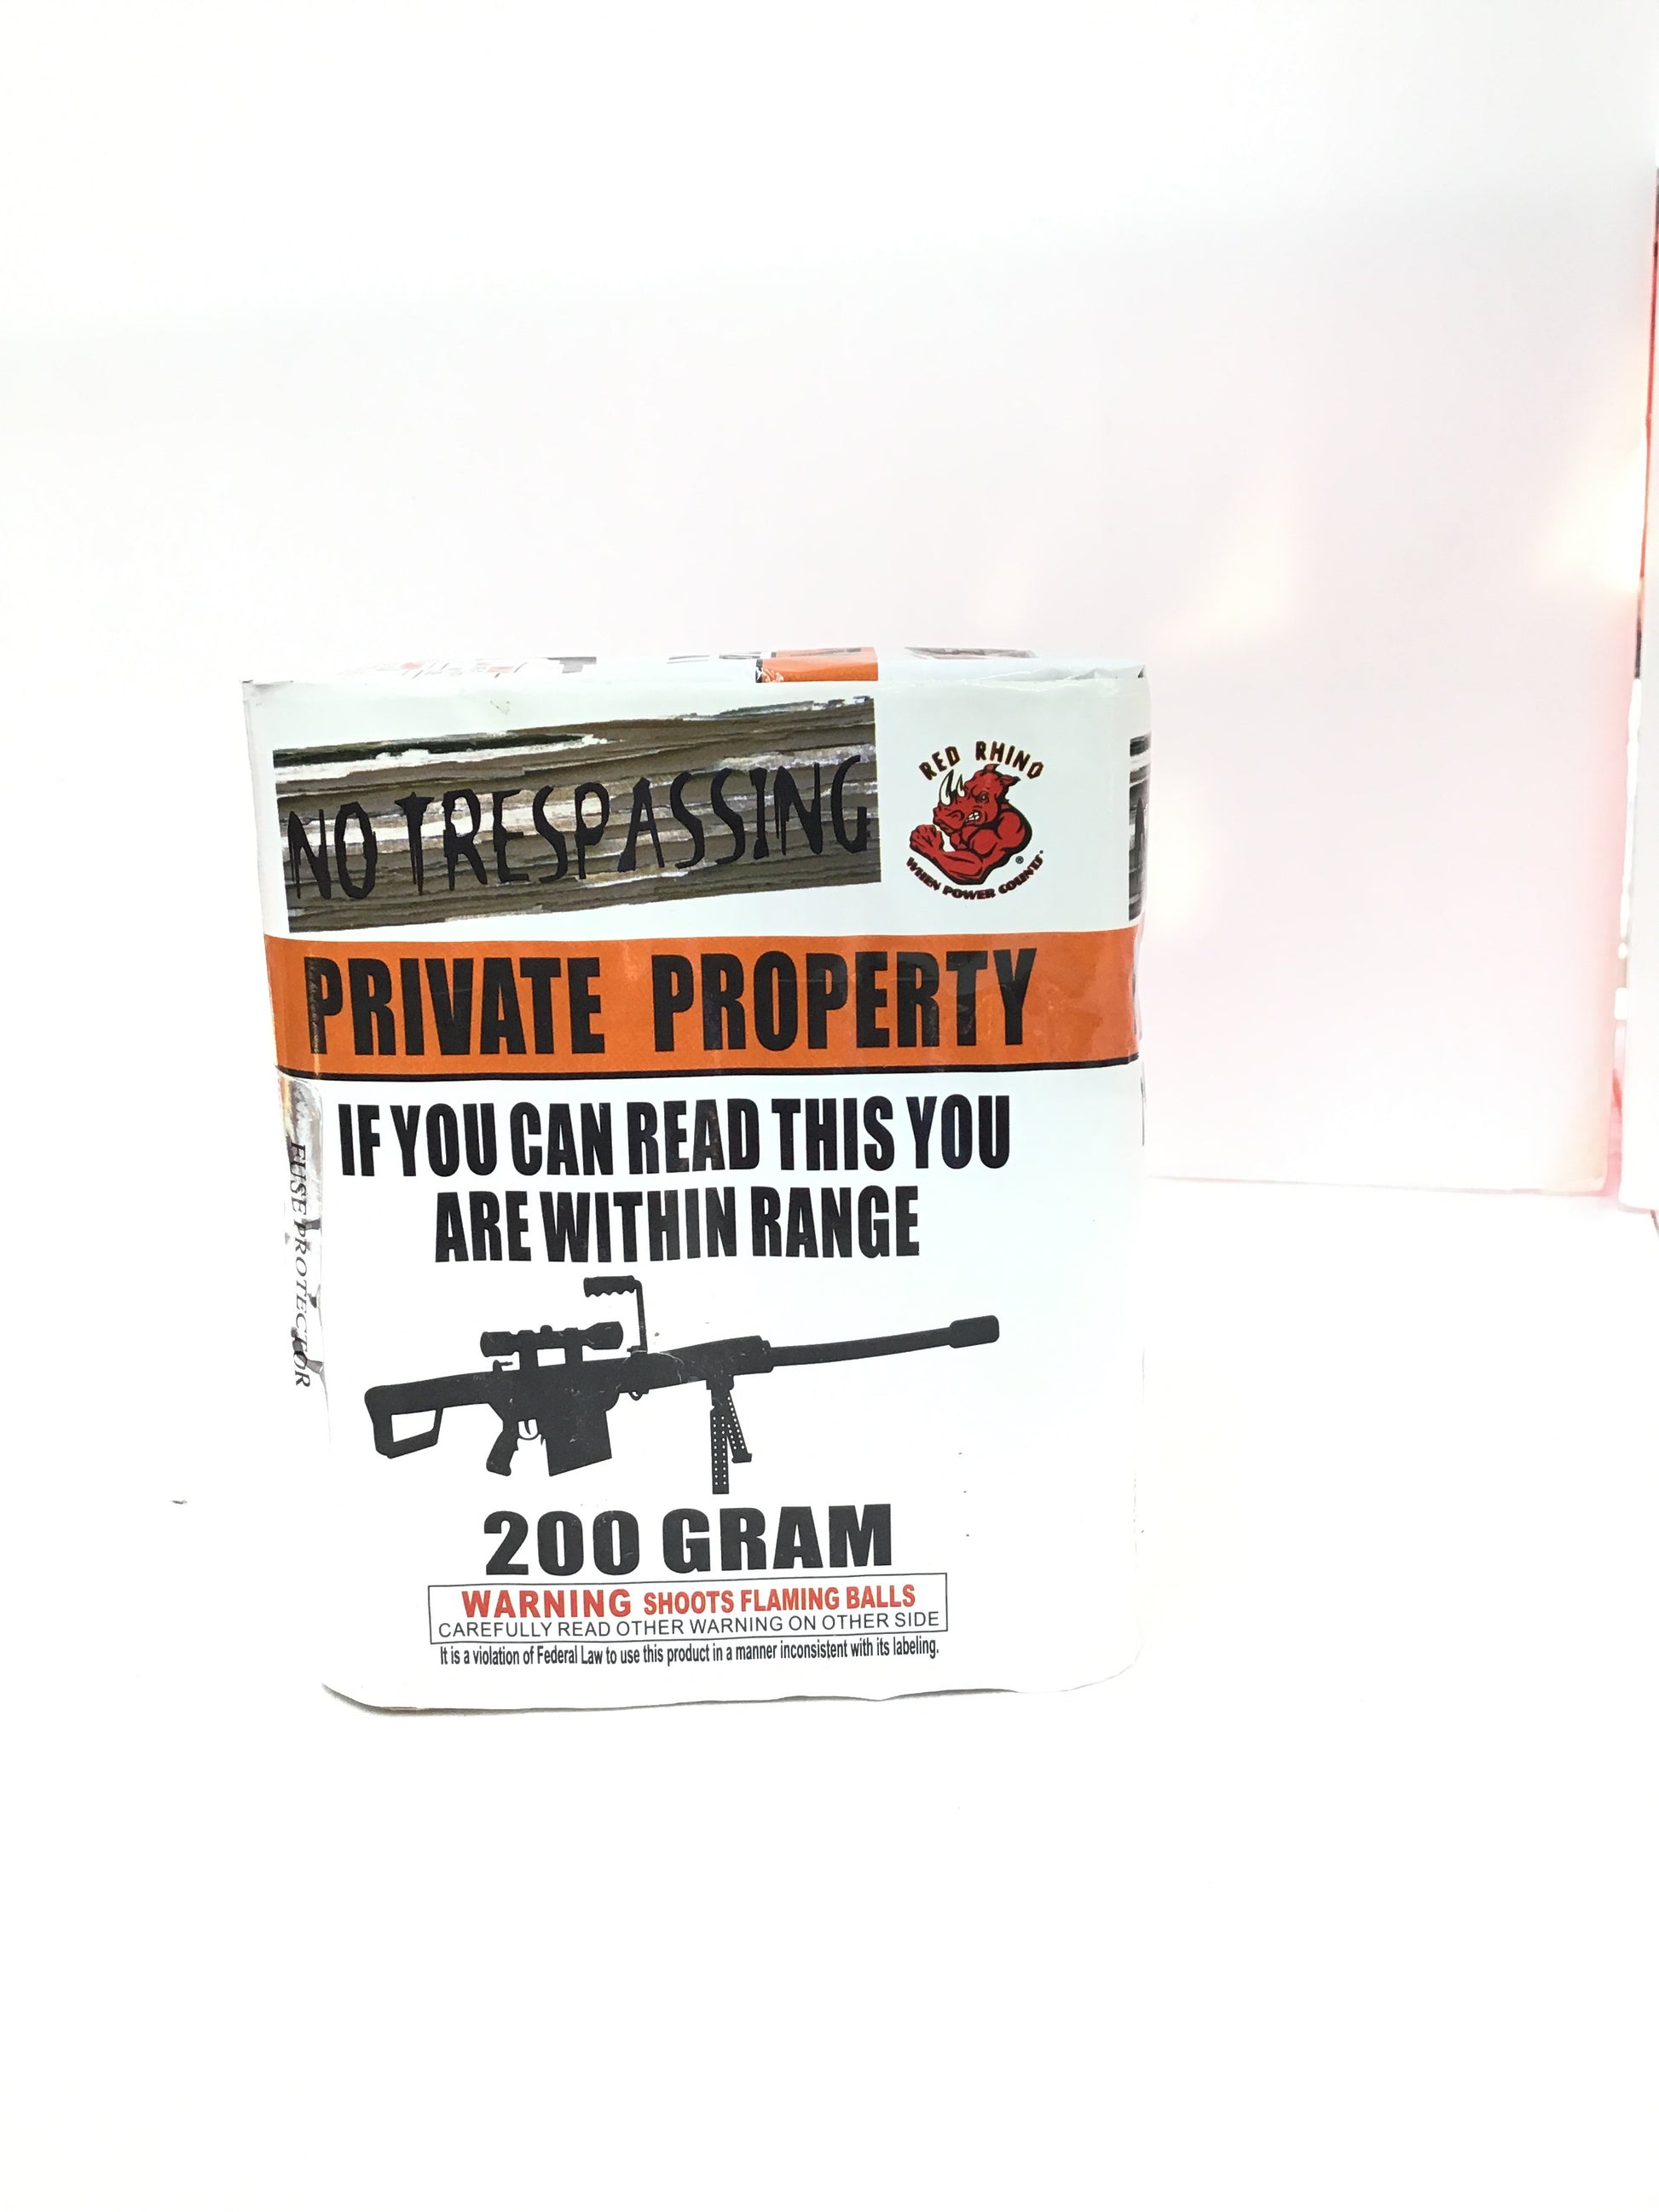 NO TRESPASSING
RED RHINO
WHEN POWER COUNTS
®
PRIVATE PROPERTY
IF YOU CAN READ THIS YOU
ARE WITHIN RANGE
FUSE PROTECTOR
200 GRAM
WARNING SHOOTS FLAMING BALLS
CAREFULLY READ OTHER WARNING ON OTHER SIDE
It is a violation of Federal Law to use this product in a manner inconsistent with its labeling.